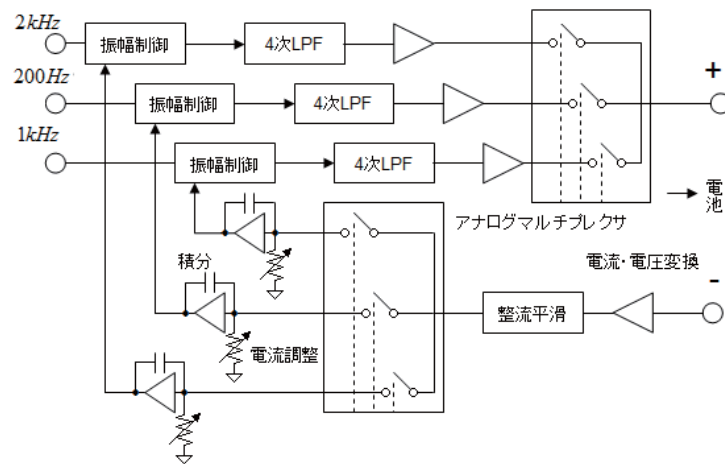 2kHz
振幅制御
4次LPF
200Hz
振幅制御
4次LPF
+
1kHz
振幅制御
4次LPF
電池
アナログマルチプレクサ
積分
電流・電圧変換
-
整流平滑
電流調整